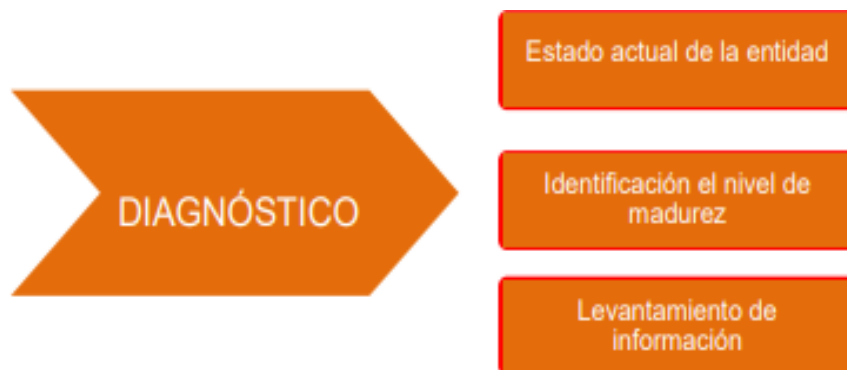 DIAGNÓSTICO
Estado actual de la entidad
Identificación el nivel de
madurez
Levantamiento de
información